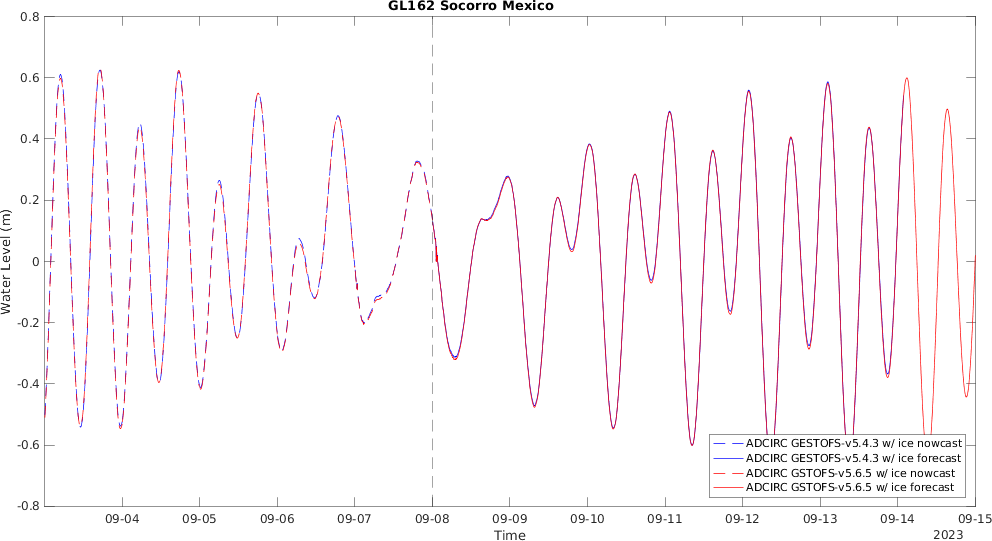 GL162 Socorro Mexico
0.8
0.6
0.4
0.2
0
-0.2
-0.4
-0.6
-0.8
Water Level (m)
ADCIRC GESTOFS-v5.4.3 w/ ice nowcast
ADCIRC GESTOFS-v5.4.3 w/ ice forecast
ADCIRC GSTOFS-v5.6.5 w/ ice nowcast
ADCIRC GSTOFS-v5.6.5 w/ ice forecast
09-04 09-05 09-06 09-07 09-08 09-09 09-10 09-11 09-12 09-13 09-14 09-15
Time
2023